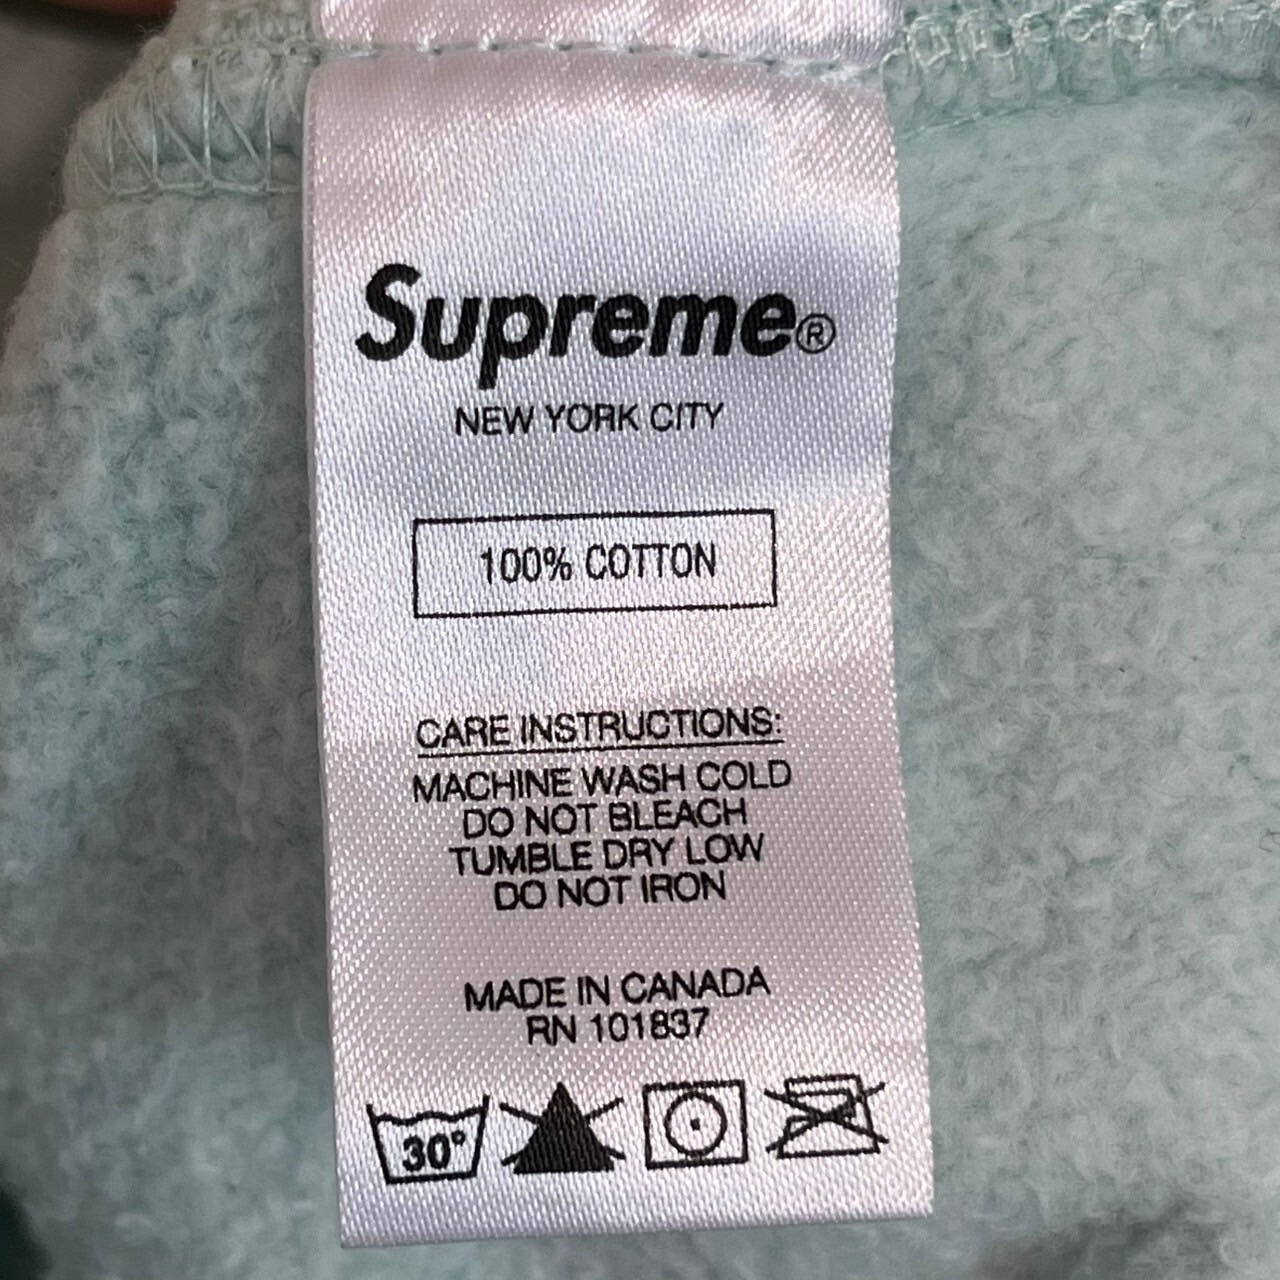 Supreme®
NEW YORK CITY
100% COTTON
CARE INSTRUCTIONS:
MACHINE WASH COLD
DO NOT BLEACH
TUMBLE DRY LOW
DO NOT IRON
MADE IN CANADA
RN 101837
30°